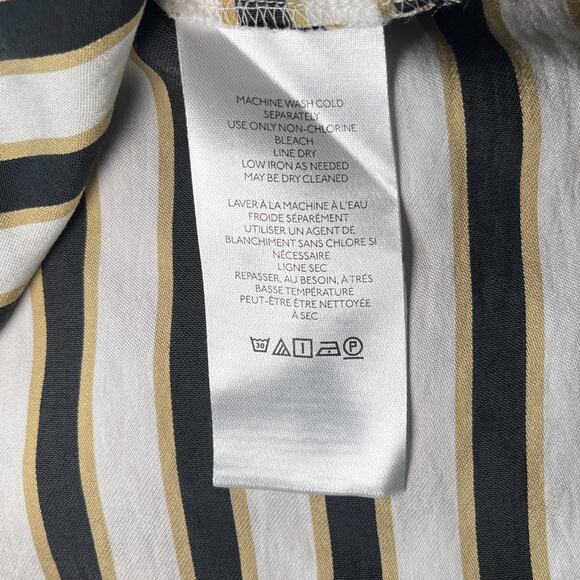 MACHINE WASH COLD
SEPARATELY
USE ONLY NON-CHLORINE
BLEACH
LINE DRY
LOW IRON AS NEEDED
MAY BE DRY CLEANED
LAVER À LA MACHINE À L'EAU
FROIDE SÉPARÉMENT
UTILISER UN AGENT DE
BLANCHIMENT SANS CHLORE SI
NÉCESSAIRE
LIGNE SEC
REPASSER, AU BESOIN, À TRÉS
BASSE TEMPÉRATURE
PEUT-ÊTRE ÊTRE NETTOYÉE
À SEC
30 P